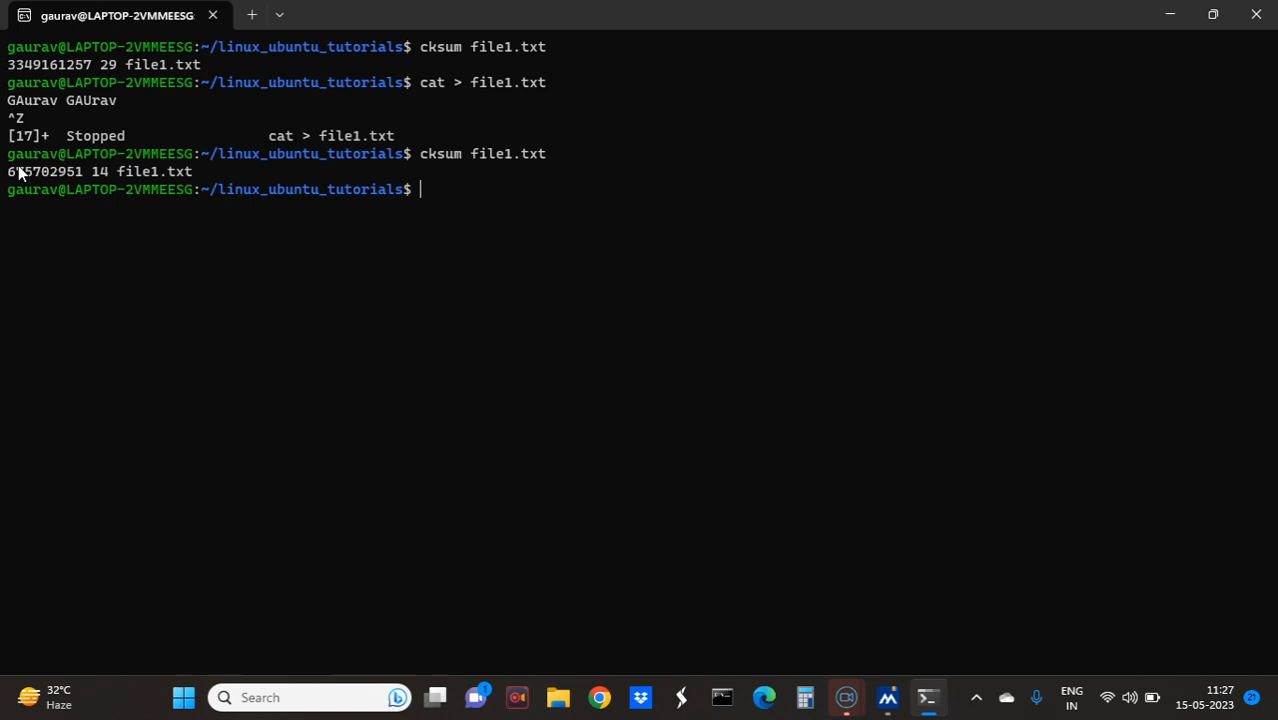 gaurav@LAPTOP-2VMMEESG
gaurav@LAPTOP-2VMMEESG:~/linux_ubuntu_tutorials$ cksum file1.txt
3349161257 29 file1.txt
gaurav@LAPTOP-2VMMEESG:~/linux_ubuntu_tutorials$ cat > file1.txt
GAurav GAUrav
^Z
[17]+  Stopped                 cat > file1.txt
gaurav@LAPTOP-2VMMEESG:~/linux_ubuntu_tutorials$ cksum file1.txt
14 file1.txt
gaurav@LAPTOP-2VMMEESG:~/linux_ubuntu_tutorials$
32°C
Haze
Search
1
ENG
IN
11:27
15-05-2023
21